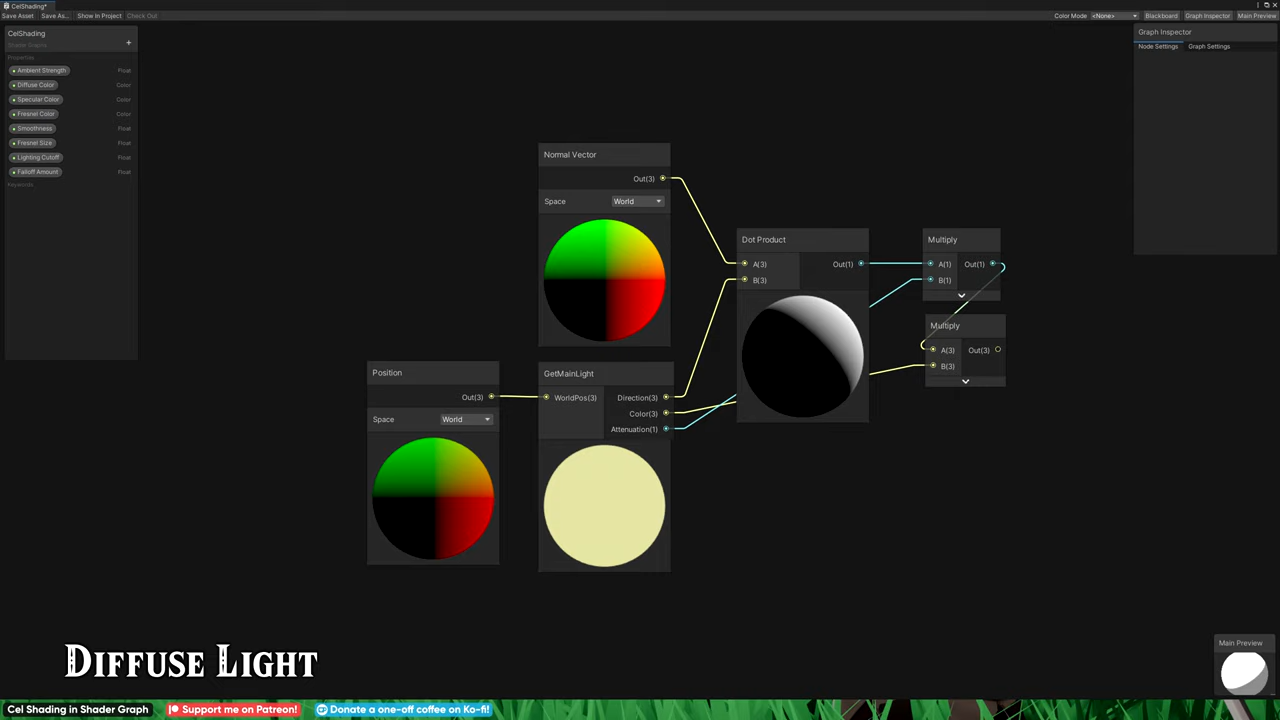 CelShading*
Save Asset Save As... Show In Project Check Out
Color Mode <None> Blackboard Graph Inspector Main Preview
CelShading
Shader Graphs
+
Properties
Ambient Strength Float
Diffuse Color Color
Specular Color Color
Fresnel Color Color
Smoothness Float
Fresnel Size Float
Lighting Cutoff Float
Falloff Amount Float
Keywords
Graph Inspector
Node Settings Graph Settings
Normal Vector
Out(3)
Space World
Position
Out(3)
Space World
GetMainLight
WorldPos(3) Direction(3)
Color(3)
Attenuation(1)
Dot Product
A(3) Out(1)
B(3)
Multiply
A(1) Out(1)
B(1)
Multiply
A(3) Out(3)
B(3)
Main Preview
Diffuse Light
Cel Shading in Shader Graph Support me on Patreon! Donate a one-off coffee on Ko-fi!